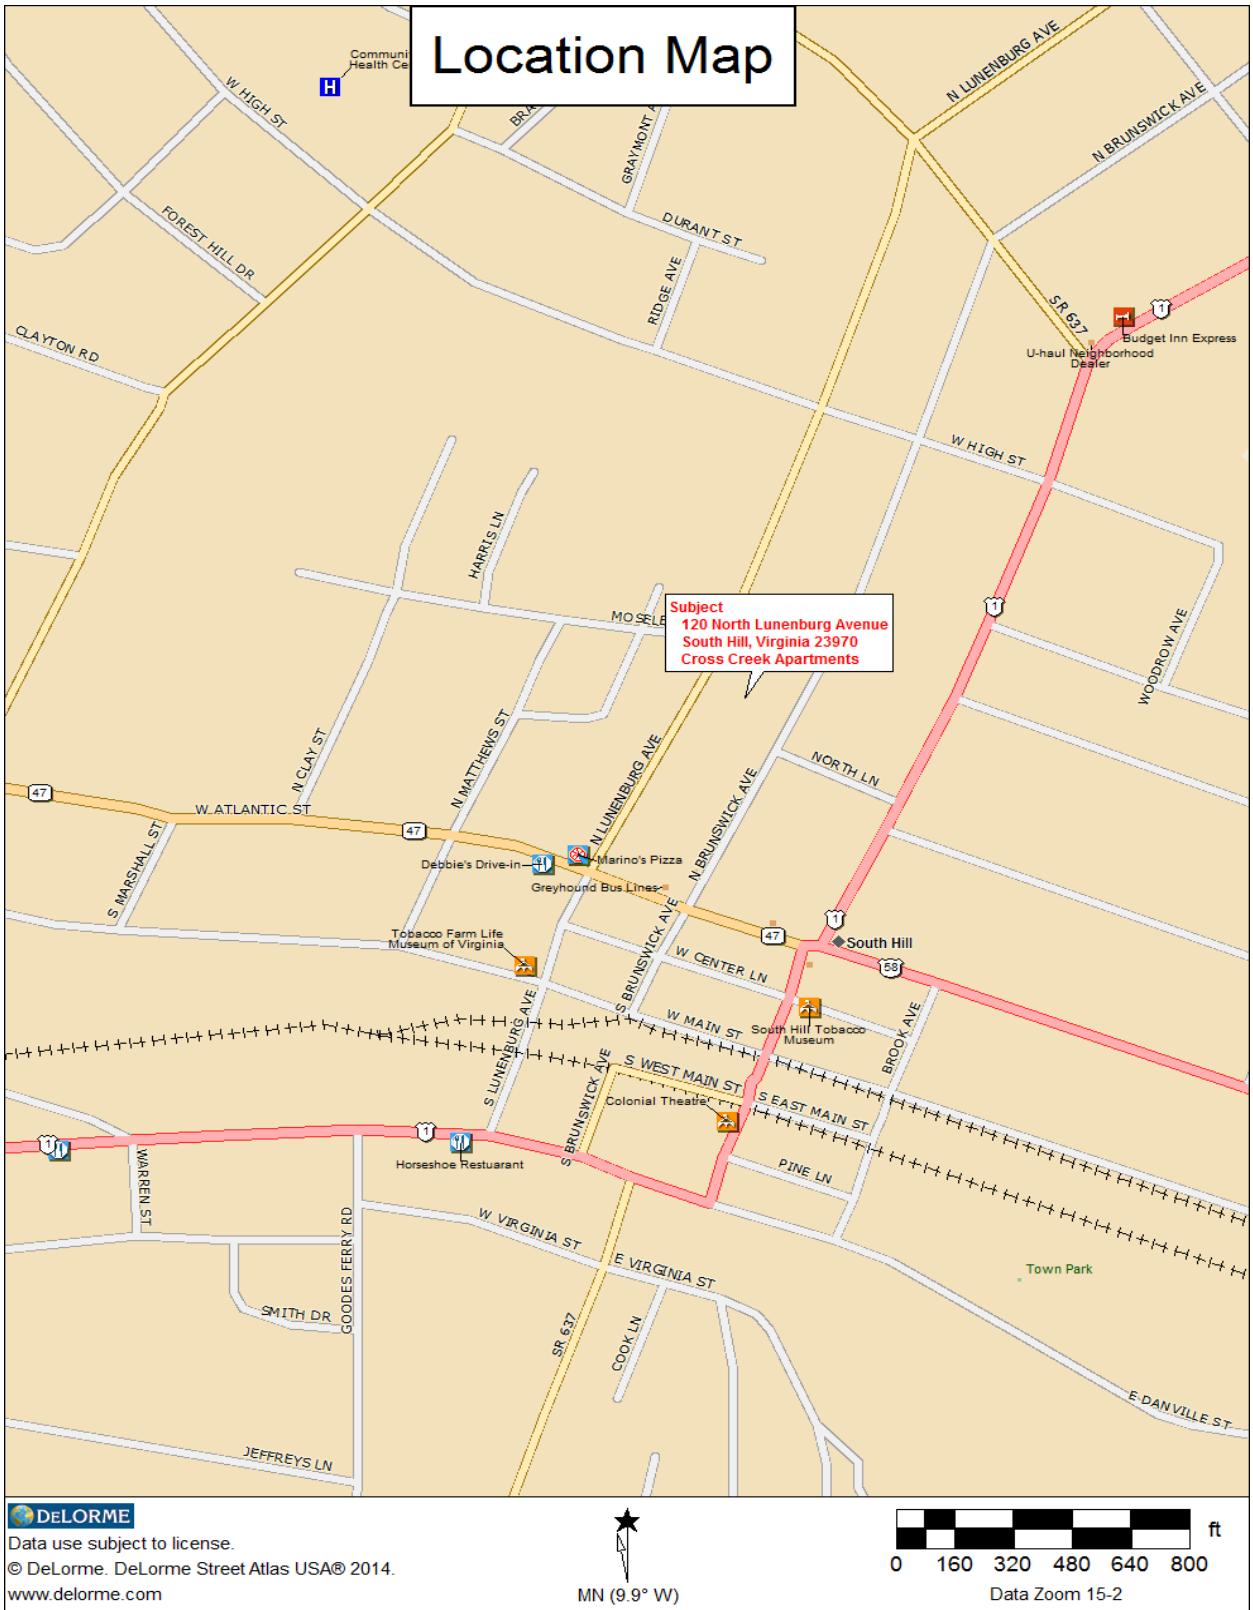 Location Map
Communi
Health Ce
W HIGH ST
BRA
GRAYMONT A
N LUNENBURG AVE
N BRUNSWICK AVE
FOREST HILL DR
DURANT ST
RIDGE AVE
SR 637
1
Budget Inn Express
U-haul Neighborhood
Dealer
CLAYTON RD
W HIGH ST
HARRIS LN
MOSELE
Subject
120 North Lunenburg Avenue
South Hill, Virginia 23970
Cross Creek Apartments
1
WOODROW AVE
N CLAY ST
N MATTHEWS ST
N LUNENBURG AVE
N BRUNSWICK AVE
NORTH LN
47
W ATLANTIC ST
47
S MARSHALL ST
Debbie's Drive-in
Marino's Pizza
Greyhound Bus Lines
1
47
South Hill
58
Tobacco Farm Life
Museum of Virginia
S BRUNSWICK AVE
W CENTER LN
W MAIN ST
South Hill Tobacco
Museum
BROOK AVE
S LUNENBURG AVE
S BRUNSWICK AVE
S WEST MAIN ST
Colonial Theatre
S EAST MAIN ST
1
1
Horseshoe Restuarant
PINE LN
WARREN ST
GOODES FERRY RD
W VIRGINIA ST
E VIRGINIA ST
Town Park
SMITH DR
SR 637
COOK LN
E DANVILLE ST
JEFFREYS LN
DELORME
Data use subject to license.
© DeLorme. DeLorme Street Atlas USA® 2014.
www.delorme.com
MN (9.9° W)
ft
0 160 320 480 640 800
Data Zoom 15-2
H